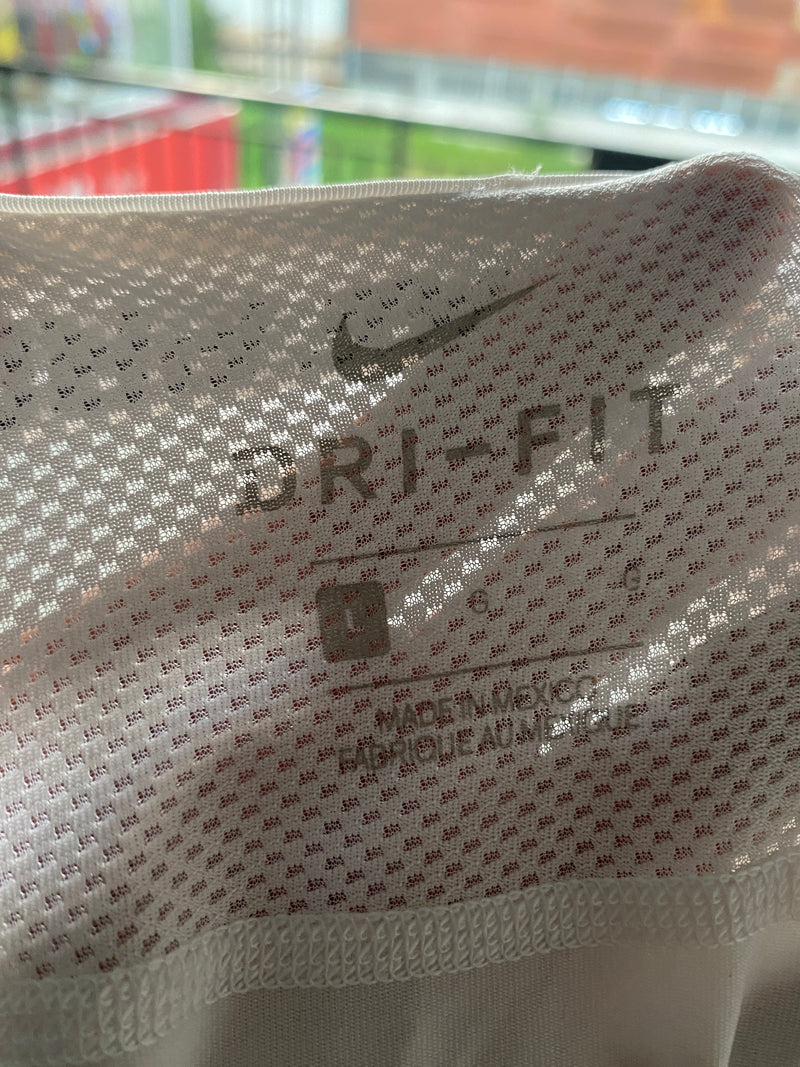 DRI-FIT
L G G
MADE IN MEXICO
FABRIQUE AU MEXIQUE